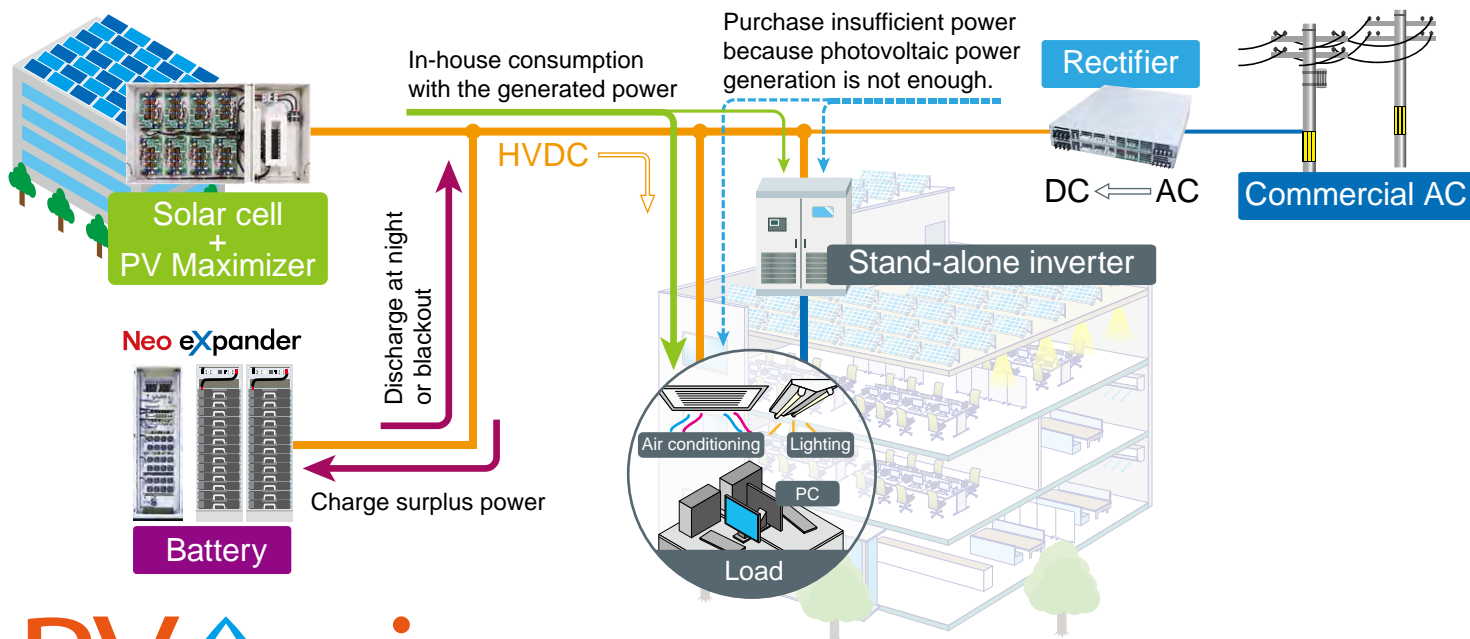 Purchase insufficient power
because photovoltaic power
generation is not enough.
In-house consumption
with the generated power
Rectifier
HVDC
DC
AC
Commercial AC
Solar cell
+
PV Maximizer
Stand-alone inverter
Discharge at night
or blackout
Neo eXpander
Air conditioning
Lighting
PC
Charge surplus power
Battery
Load